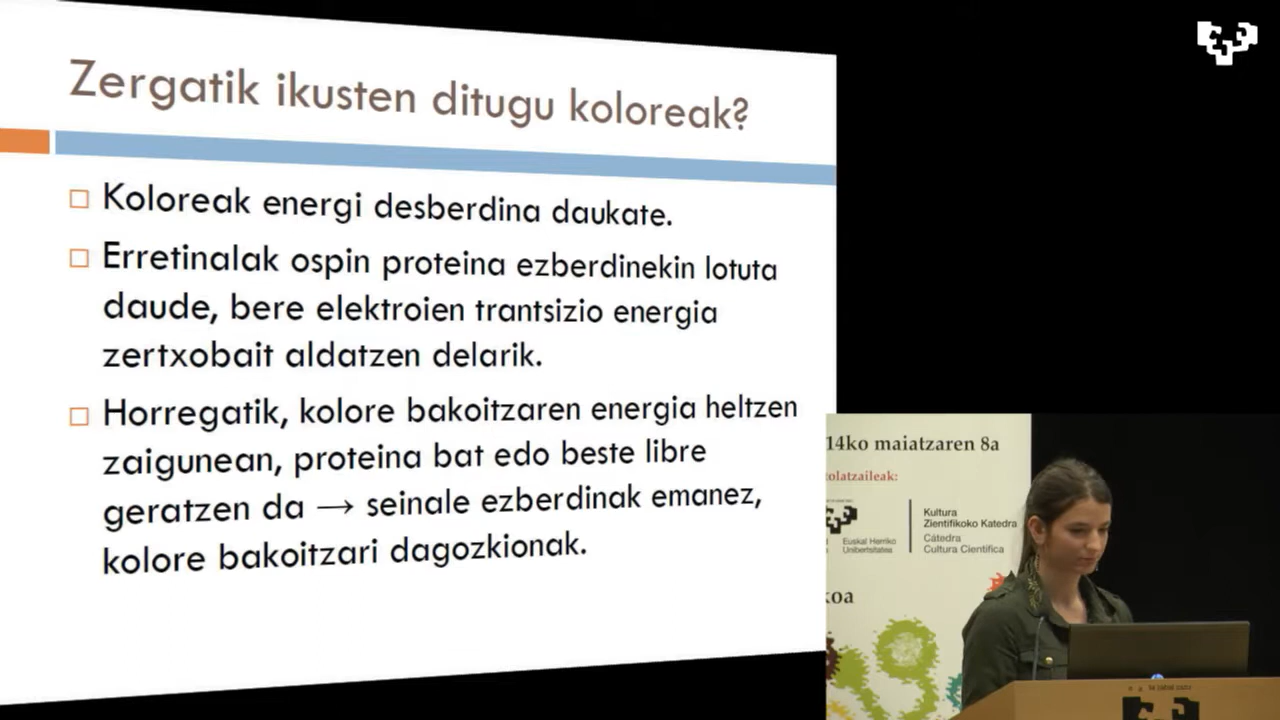 Zergatik ikusten ditugu koloreak?
Koloreak energi desberdina daukate.
Erretinalak ospin proteina ezberdinekin lotuta
daude, bere elektroien trantsizio energia
zertxobait aldatzen delarik.
Horregatik, kolore bakoitzaren energia heltzen
zaigunean, proteina bat edo beste libre
geratzen da → seinale ezberdinak emanez,
kolore bakoitzari dagozkionak.
14ko maiatzaren 8a
olatzaileak:
Euskal Herriko
Unibertsitatea
Kultura
Zientifikoko Katedra
Cátedra
Cultura Científica
koa